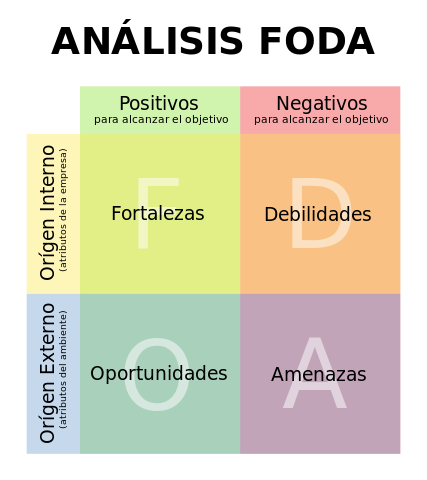 ANÁLISIS FODA
Positivos
para alcanzar el objetivo
Negativos
para alcanzar el objetivo
Orígen Interno
(atributos de la empresa)
F
Fortalezas
D
Debilidades
Orígen Externo
(atributos del ambiente)
O
Oportunidades
A
Amenazas